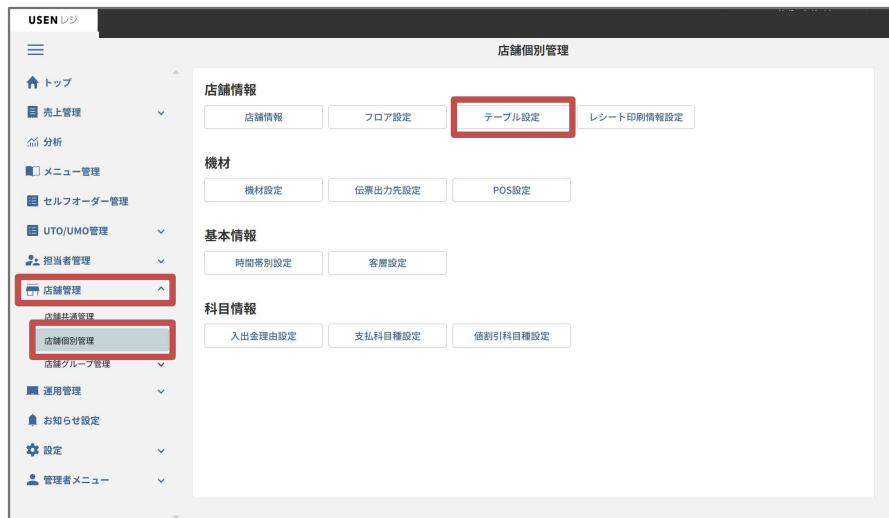 USEN レジ
店舗個別管理
トップ
売上管理
分析
メニュー管理
セルフオーダー管理
UTO/UMO管理
担当者管理
店舗管理
店舗共通管理
店舗個別管理
店舗グループ管理
運用管理
お知らせ設定
設定
管理者メニュー
店舗情報
店舗情報 フロア設定 テーブル設定 レシート印刷情報設定
機材
機材設定 伝票出力先設定 POS設定
基本情報
時間帯別設定 客層設定
科目情報
入出金理由設定 支払科目種設定 値割引科目種設定